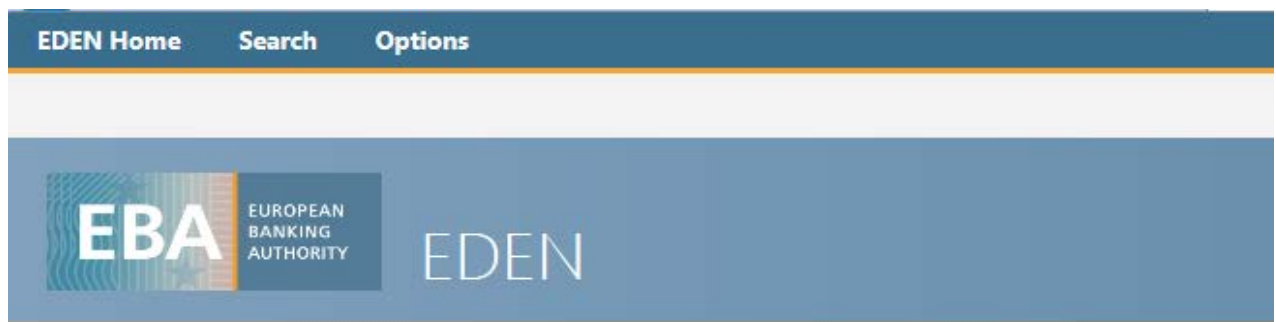 EDEN Home Search Options
EBA
EUROPEAN
BANKING
AUTHORITY
EDEN